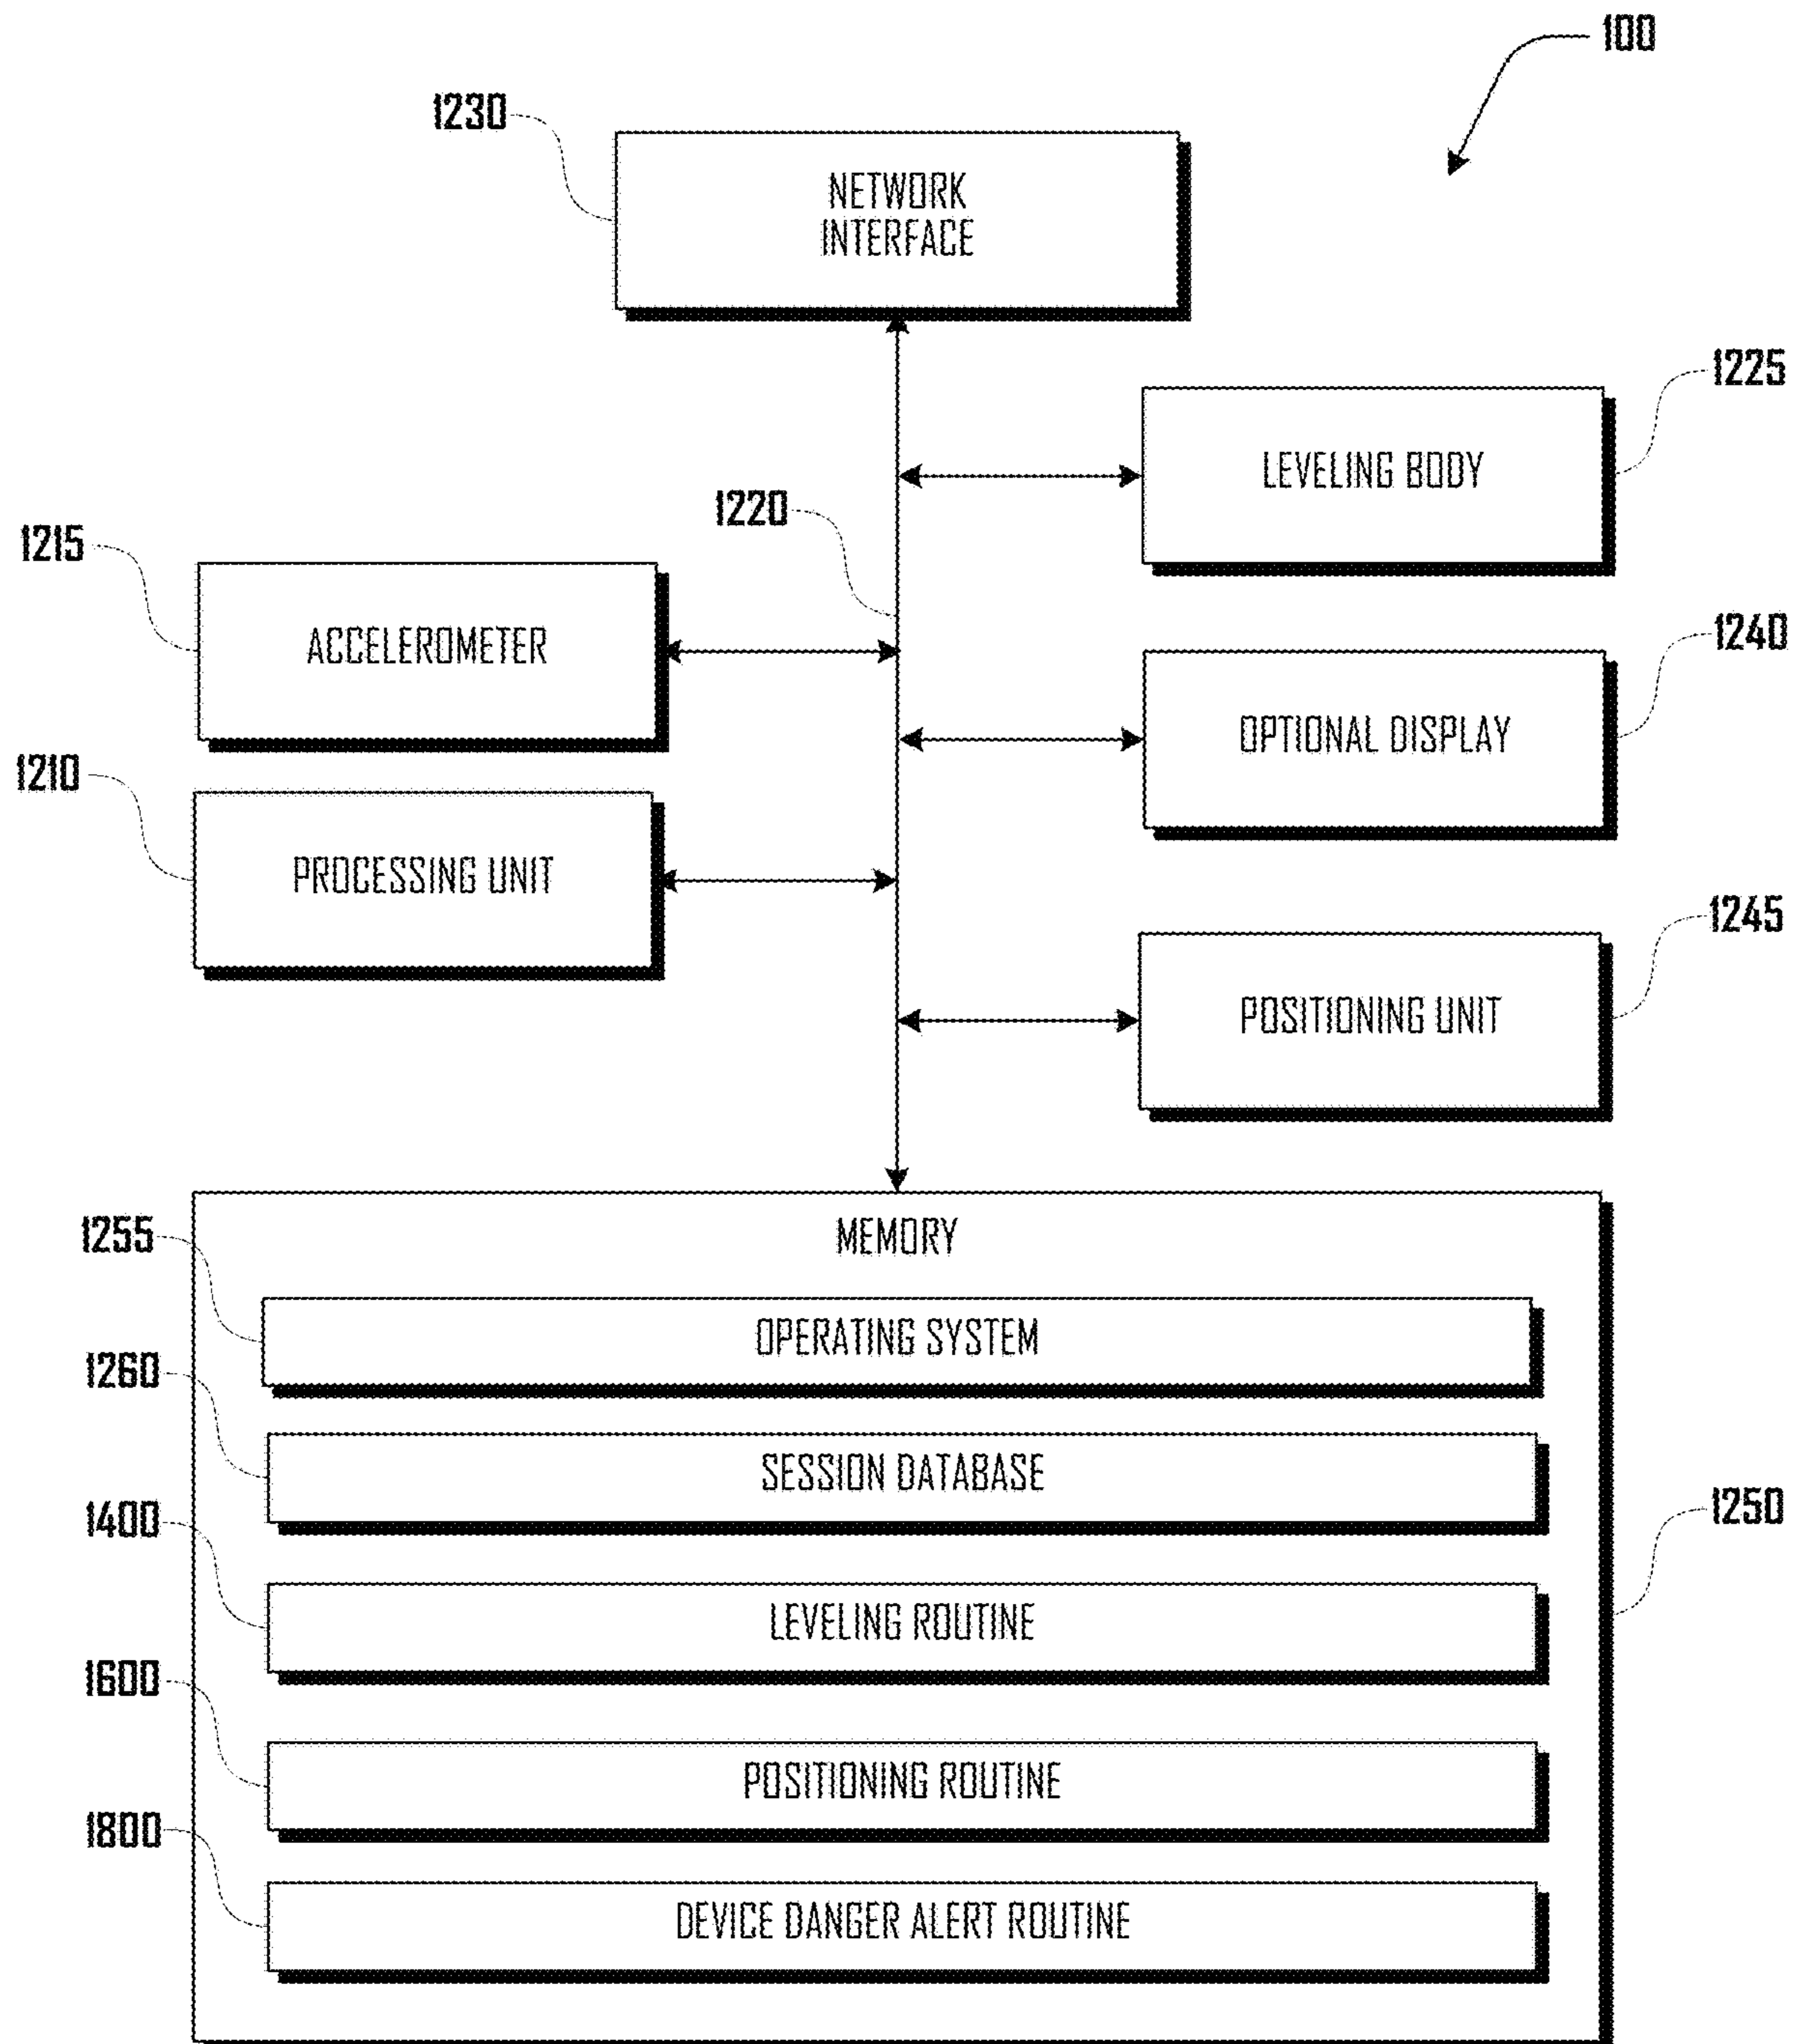 100
1230
NETWORK
INTERFACE
1225
LEVELING BODY
1220
1215
ACCELEROMETER
1240
OPTIONAL DISPLAY
1210
PROCESSING UNIT
1245
POSITIONING UNIT
MEMORY
1255
OPERATING SYSTEM
1260
SESSION DATABASE
1400
1250
LEVELING ROUTINE
1600
POSITIONING ROUTINE
1800
DEVICE DANGER ALERT ROUTINE